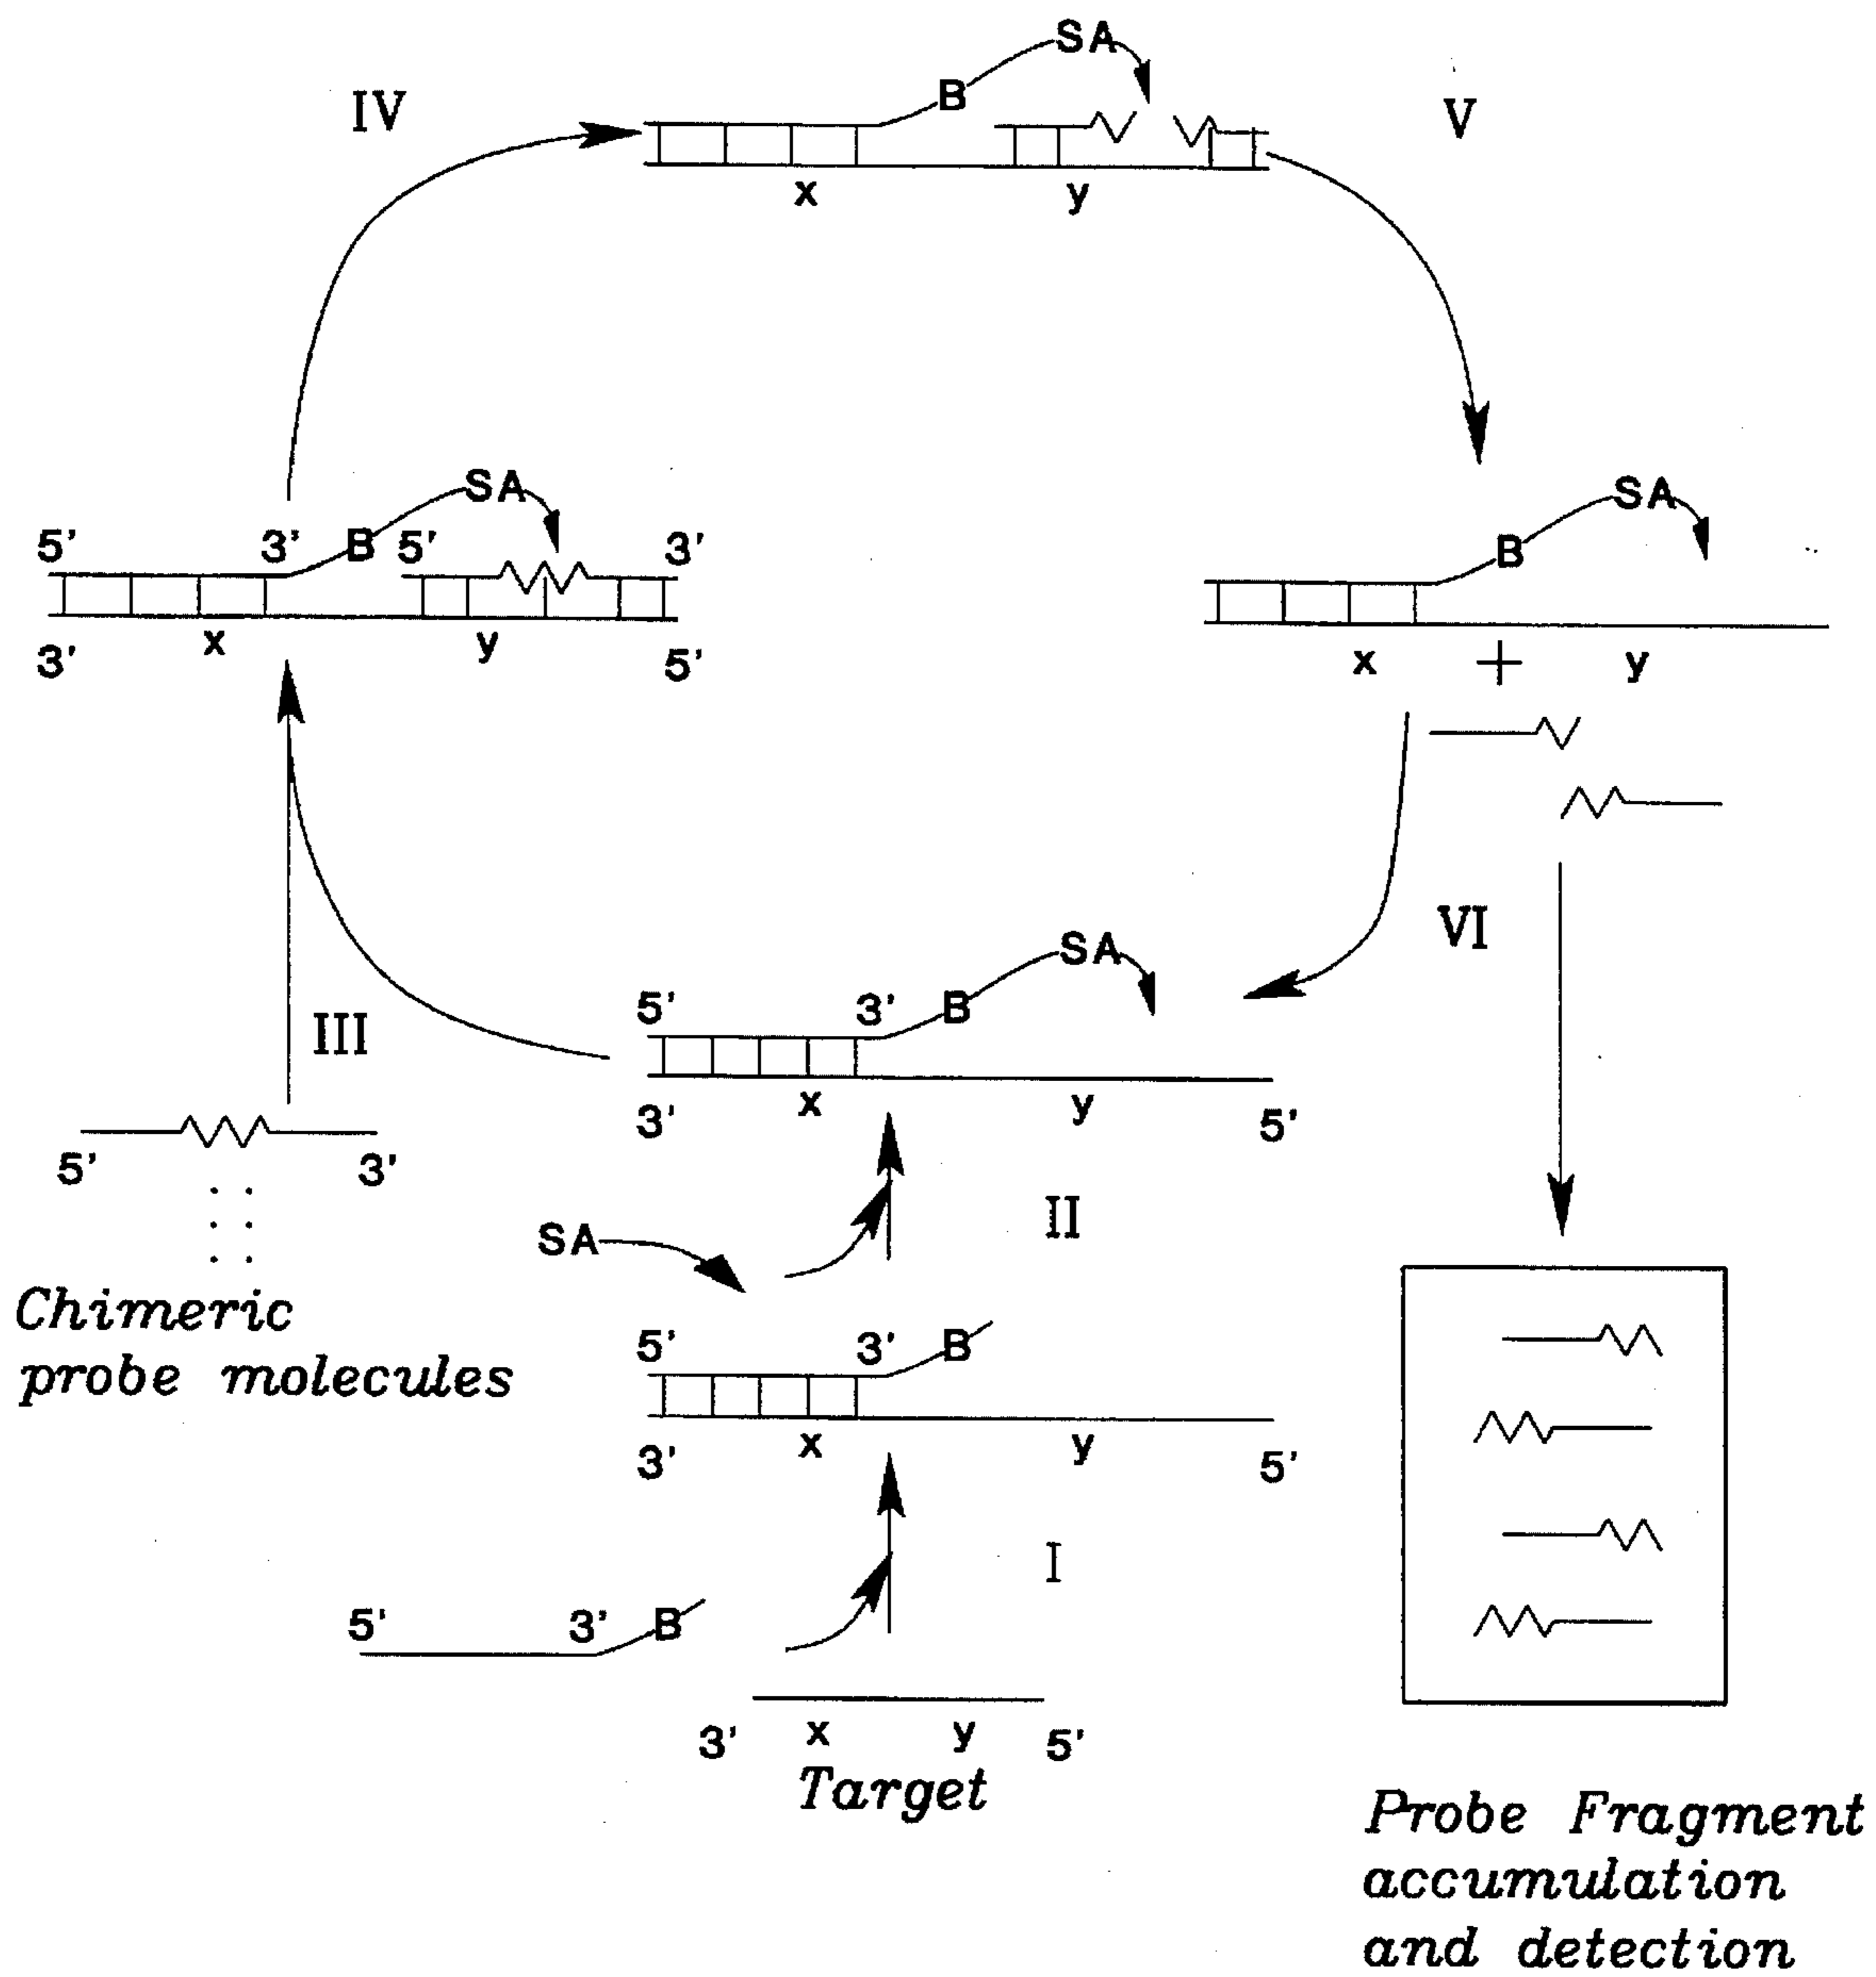 SA
IV
B
V
x y
SA
SA
5' 3' B 5' 3'
B
x y
3' 5'
x + y
SA
VI
5' 3' B
III
x y
3' 5'
5' 3'
II
SA
Chimeric
probe molecules
5' 3' B
x y
3' 5'
I
5' 3' B
3' x y 5'
Target
Probe Fragment
accumulation
and detection